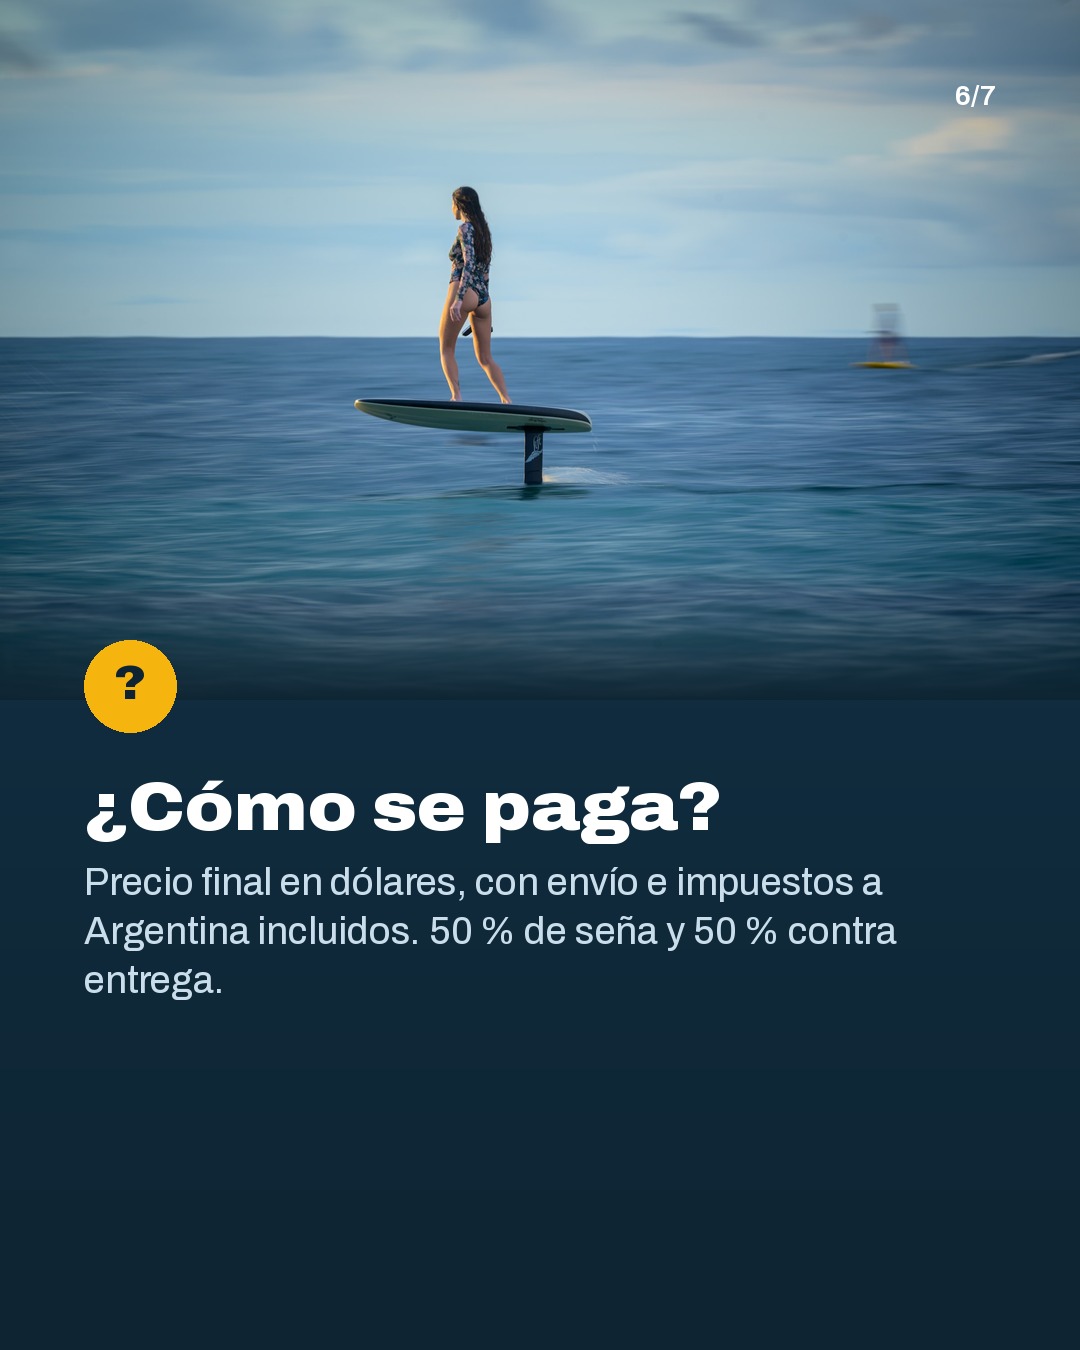 6/7
?
¿Cómo se paga?
Precio final en dólares, con envío e impuestos a
Argentina incluidos. 50 % de seña y 50 % contra
entrega.